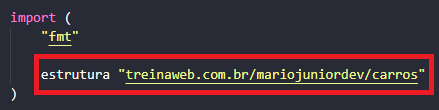 import (
"fmt"
estrutura "treinaweb.com.br/mariojuniordev/carros"
)